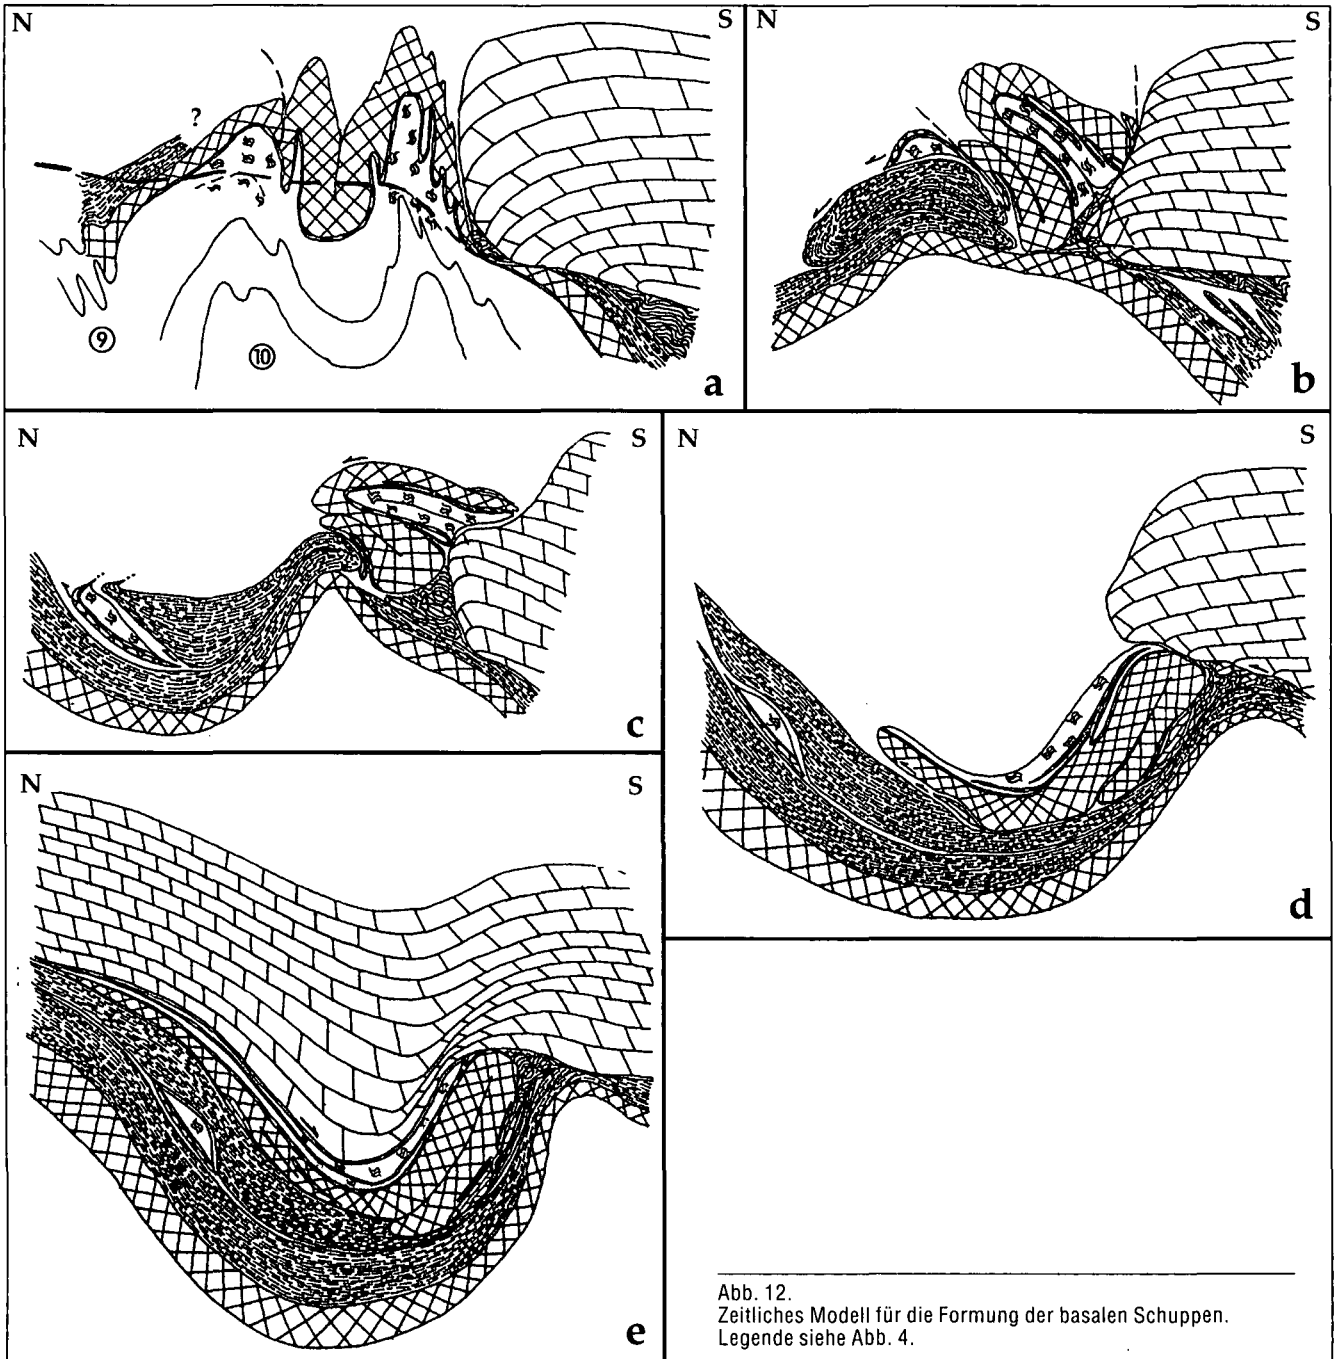 N
S
?
⑨
⑩
a
N
S
b
N
S
c
N
S
d
N
S
e
Abb. 12.
Zeitliches Modell für die Formung der basalen Schuppen.
Legende siehe Abb. 4.